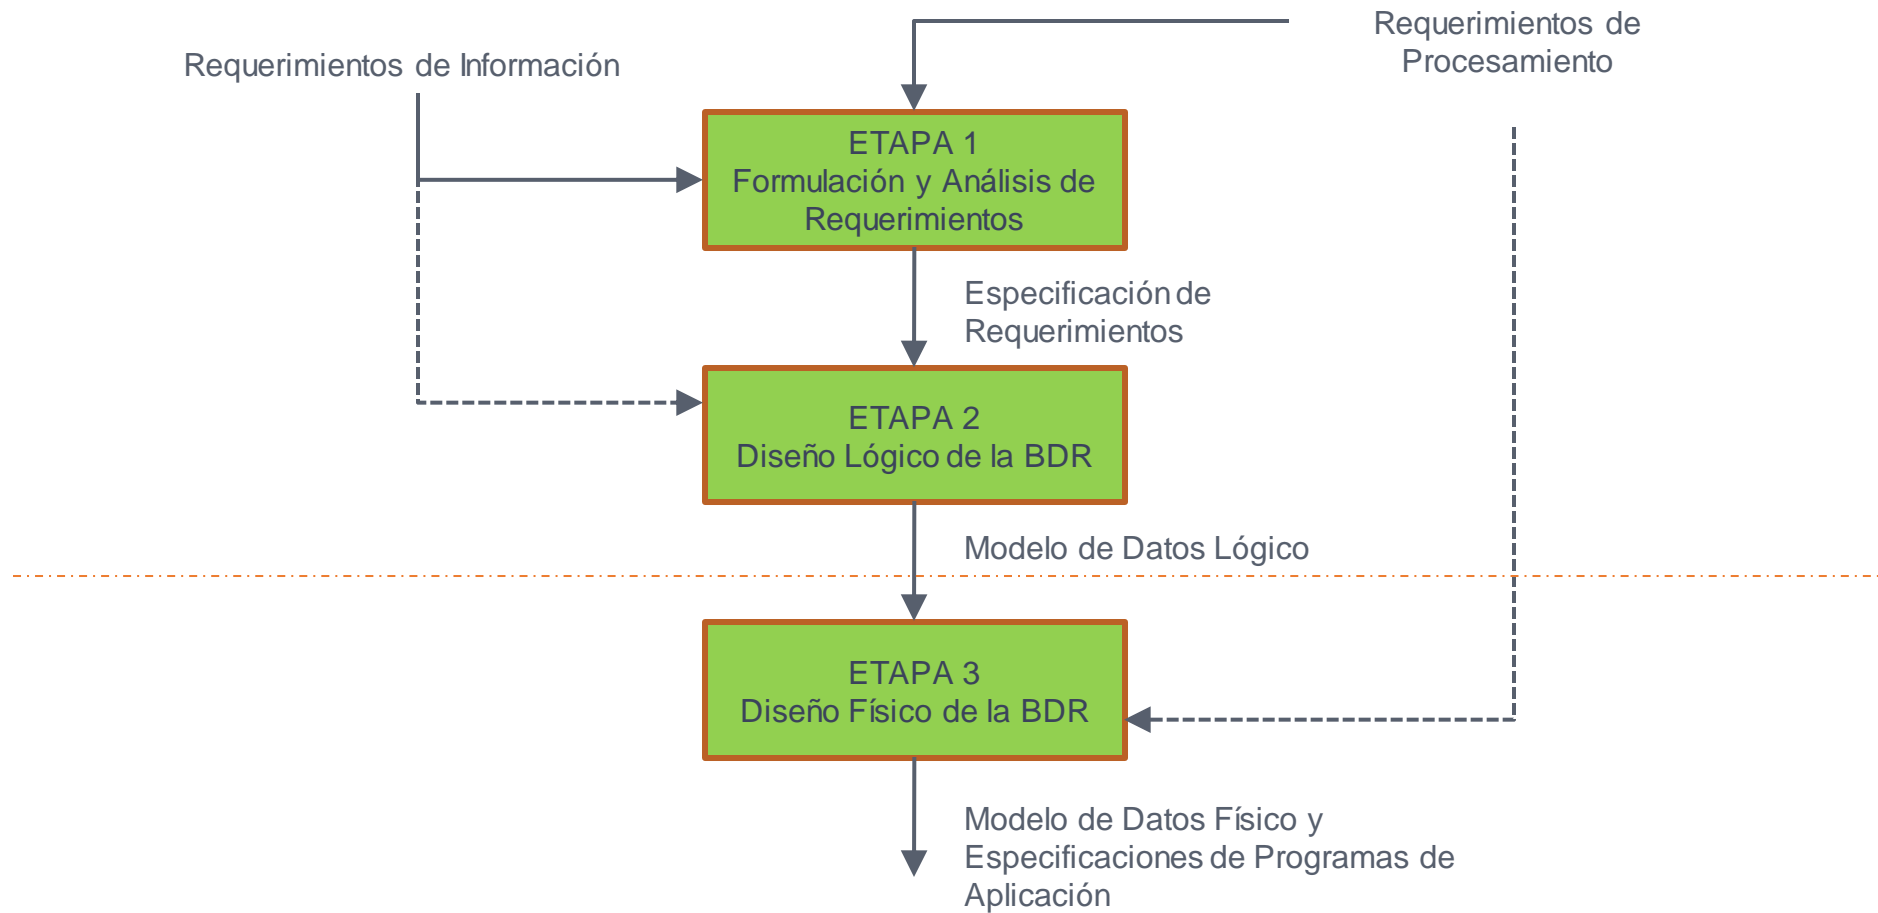 Requerimientos de
Procesamiento
Requerimientos de Información
ETAPA 1
Formulación y Análisis de
Requerimientos
Especificación de
Requerimientos
ETAPA 2
Diseño Lógico de la BDR
Modelo de Datos Lógico
ETAPA 3
Diseño Físico de la BDR
Modelo de Datos Físico y
Especificaciones de Programas de
Aplicación